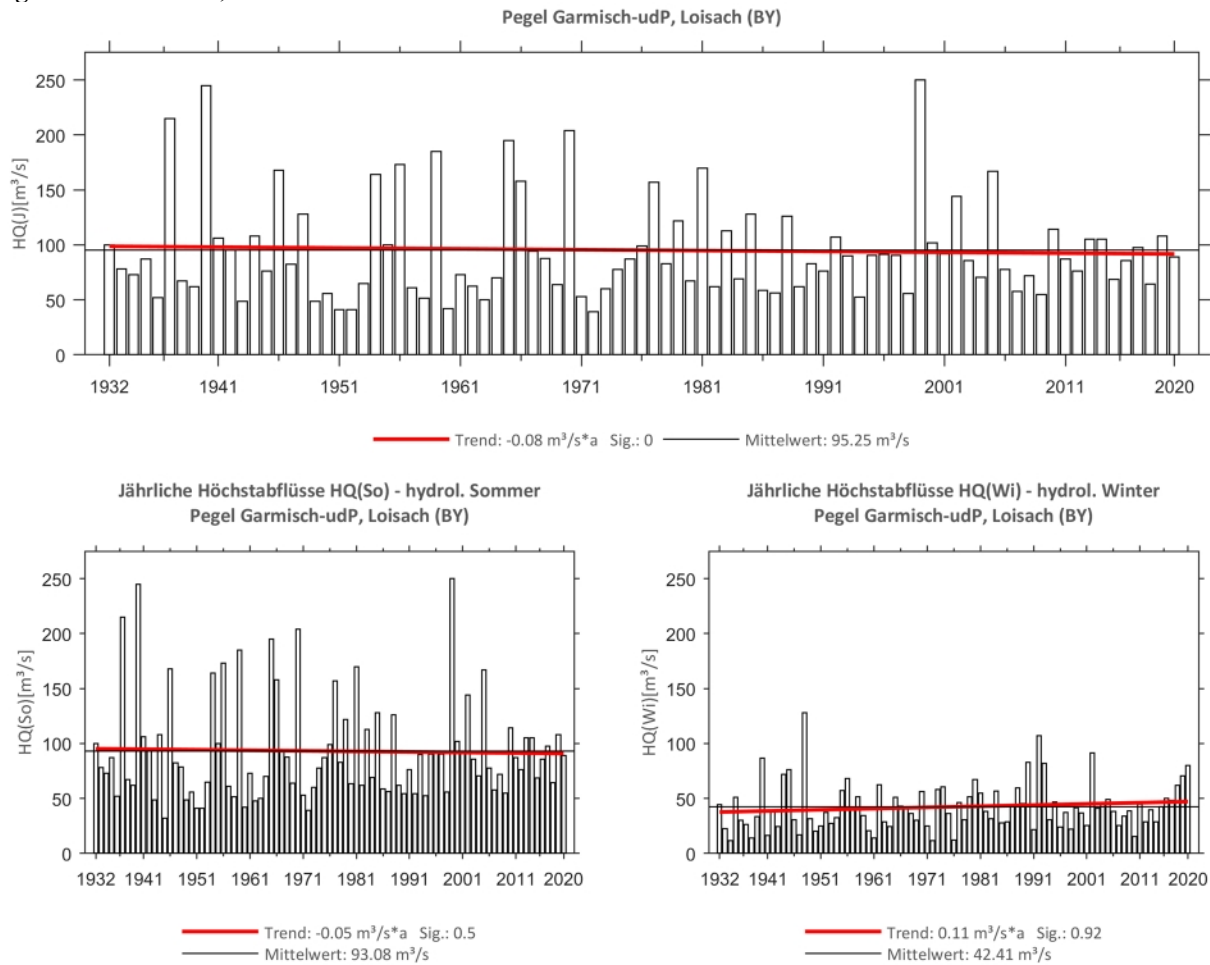 Pegel Garmisch-udP, Loisach (BY)
250
200
150
100
50
0
HQ(J)[m³/s]
1932 1941 1951 1961 1971 1981 1991 2001 2011 2020
Trend: -0.08 m³/s*a Sig.: 0 Mittelwert: 95.25 m³/s
Jährliche Höchstabflüsse HQ(So) - hydrol. Sommer
Pegel Garmisch-udP, Loisach (BY)
250
200
150
100
50
0
HQ(So)[m³/s]
1932 1941 1951 1961 1971 1981 1991 2001 2011 2020
Trend: -0.05 m³/s*a Sig.: 0.5
Mittelwert: 93.08 m³/s
Jährliche Höchstabflüsse HQ(Wi) - hydrol. Winter
Pegel Garmisch-udP, Loisach (BY)
250
200
150
100
50
0
HQ(Wi)[m³/s]
1932 1941 1951 1961 1971 1981 1991 2001 2011 2020
Trend: 0.11 m³/s*a Sig.: 0.92
Mittelwert: 42.41 m³/s